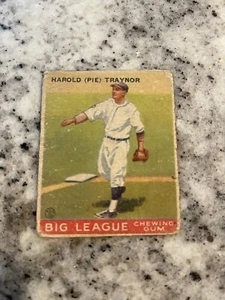 HAROLD (PIE) TRAYNOR
BIG LEAGUE CHEWING GUM